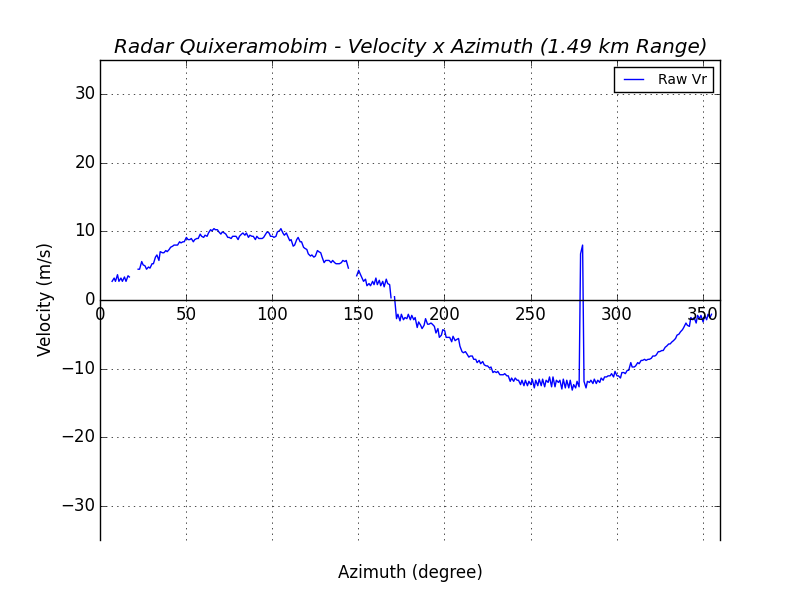 Radar Quixeramobim - Velocity x Azimuth (1.49 km Range)
Raw Vr
30
20
10
0
−10
−20
−30
0 50 100 150 200 250 300 350
Velocity (m/s)
Azimuth (degree)